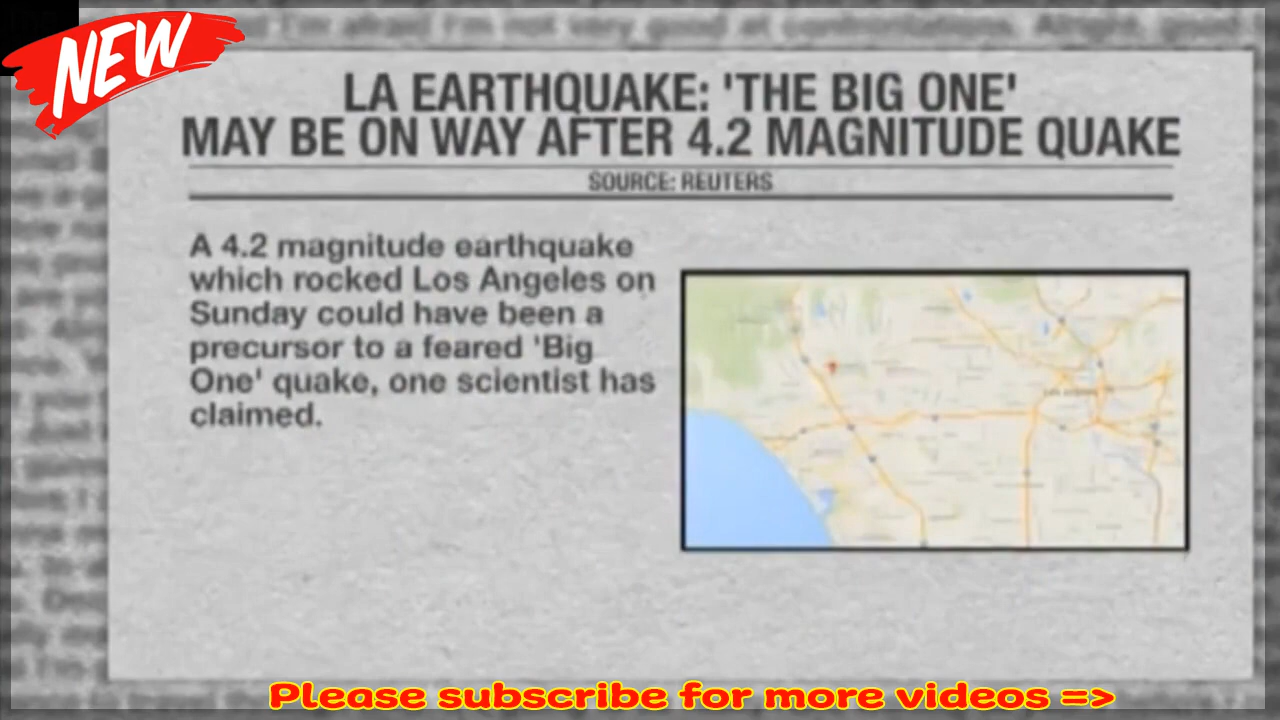 NEW
LA EARTHQUAKE: 'THE BIG ONE'
MAY BE ON WAY AFTER 4.2 MAGNITUDE QUAKE
SOURCE: REUTERS
A 4.2 magnitude earthquake
which rocked Los Angeles on
Sunday could have been a
precursor to a feared 'Big
One' quake, one scientist has
claimed.
Please subscribe for more videos =>